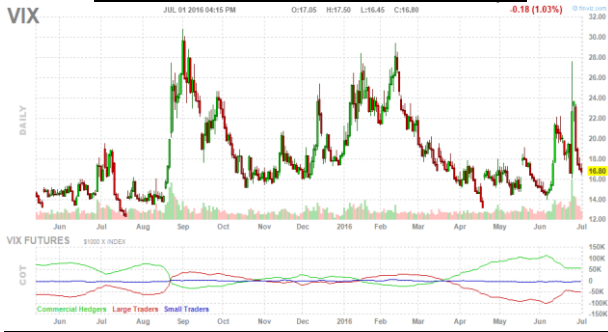 VIX
JUL 01 2016 04:15 PM
O:17.05 H:17.50 L:16.45 C:16.80
-0.18 (1.03%)
© finviz.com
DAILY
32.00
30.00
28.00
26.00
24.00
22.00
20.00
18.00
16.80
16.00
14.00
12.00
Jun Jul Aug Sep Oct Nov Dec 2016 Feb Mar Apr May Jun Jul
VIX FUTURES
$1000 X INDEX
COT
150K
100K
50K
0
-50K
-100K
-150K
Commercial Hedgers Large Traders Small Traders
Jun Jul Aug Sep Oct Nov Dec 2016 Feb Mar Apr May Jun Jul